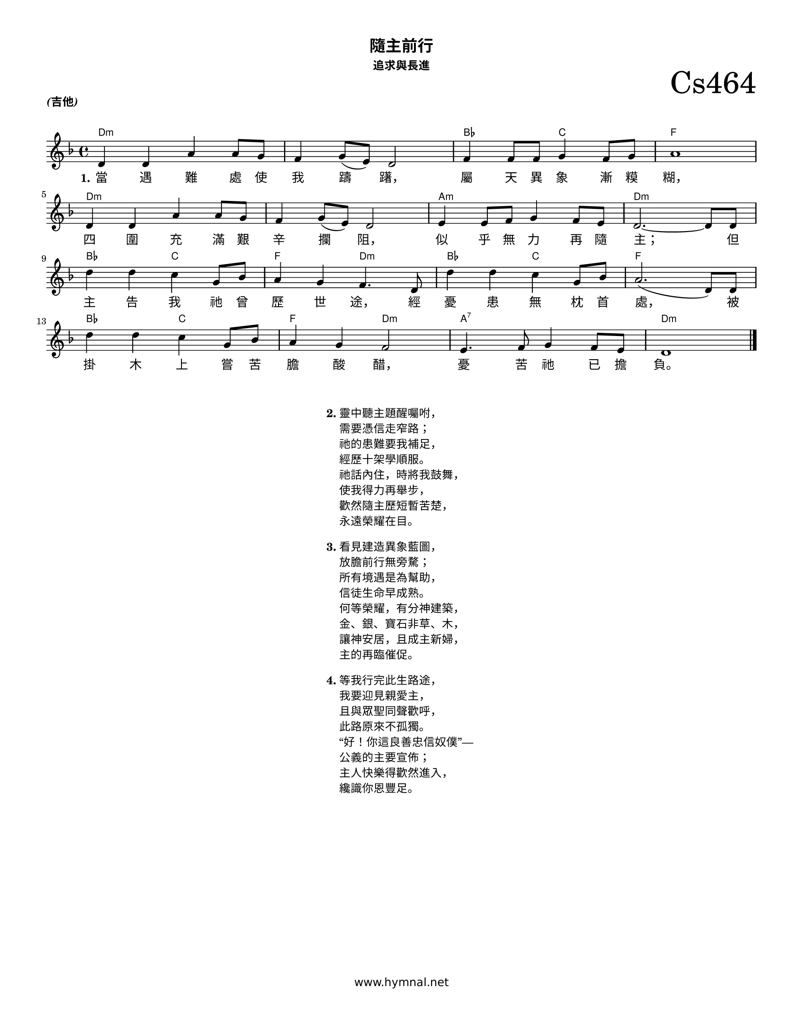 隨主前行
追求與長進
Cs464
(吉他)
Dm B♭ C F
1. 當 遇 難 處 使 我 躊 躇， 屬 天 異 象 漸 糢 糊，
5 Dm Am Dm
四 圍 充 滿 艱 辛 攔 阻， 似 乎 無 力 再 隨 主； 但
9 B♭ C F Dm B♭ C F
主 告 我 祂 曾 歷 世 途， 經 憂 患 無 枕 首 處， 被
13 B♭ C F Dm A7 Dm
掛 木 上 嘗 苦 膽 酸 醋， 憂 苦 祂 已 擔 負。
2. 靈中聽主題醒囑咐，
需要憑信走窄路；
祂的患難要我補足，
經歷十架學順服。
祂話內住，時將我鼓舞，
使我得力再舉步，
歡然隨主歷短暫苦楚，
永遠榮耀在目。
3. 看見建造異象藍圖，
放膽前行無旁騖；
所有境遇是為幫助，
信徒生命早成熟。
何等榮耀，有分神建築，
金、銀、寶石非草、木，
讓神安居，且成主新婦，
主的再臨催促。
4. 等我行完此生路途，
我要迎見親愛主，
且與眾聖同聲歡呼，
此路原來不孤獨。
“好！你這良善忠信奴僕”—
公義的主要宣佈；
主人快樂得歡然進入，
纔識你恩豐足。
www.hymnal.net